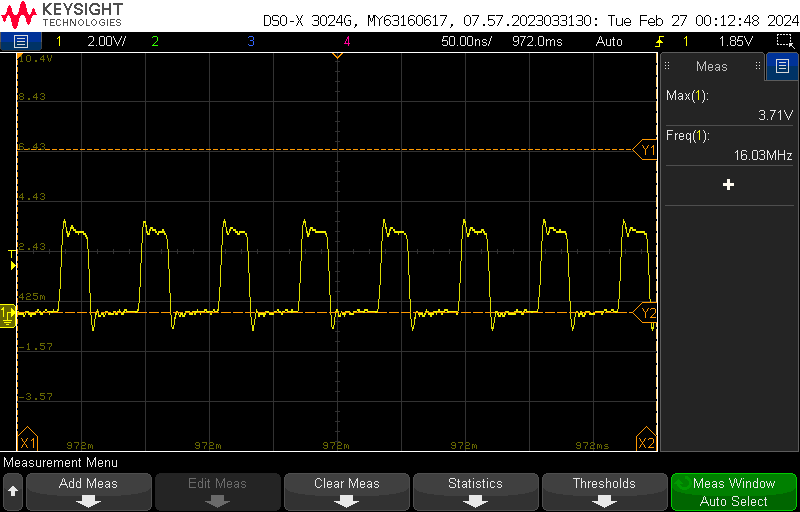 KEYSIGHT
TECHNOLOGIES
DSO-X 3024G, MY63160617, 07.57.2023033130: Tue Feb 27 00:12:48 2024
1 2.00V/ 2 3 4 50.00ns/ 972.0ms Auto 1 1.85V
10.4V
8.43
6.43
4.43
2.43
425m
-1.57
-3.57
T
1
Y1
Y2
X1
X2
972m 972m 972m 972m 972ms
Meas
Max(1):
3.71V
Freq(1):
16.03MHz
Measurement Menu
Add Meas
Edit Meas
Clear Meas
Statistics
Thresholds
Meas Window
Auto Select